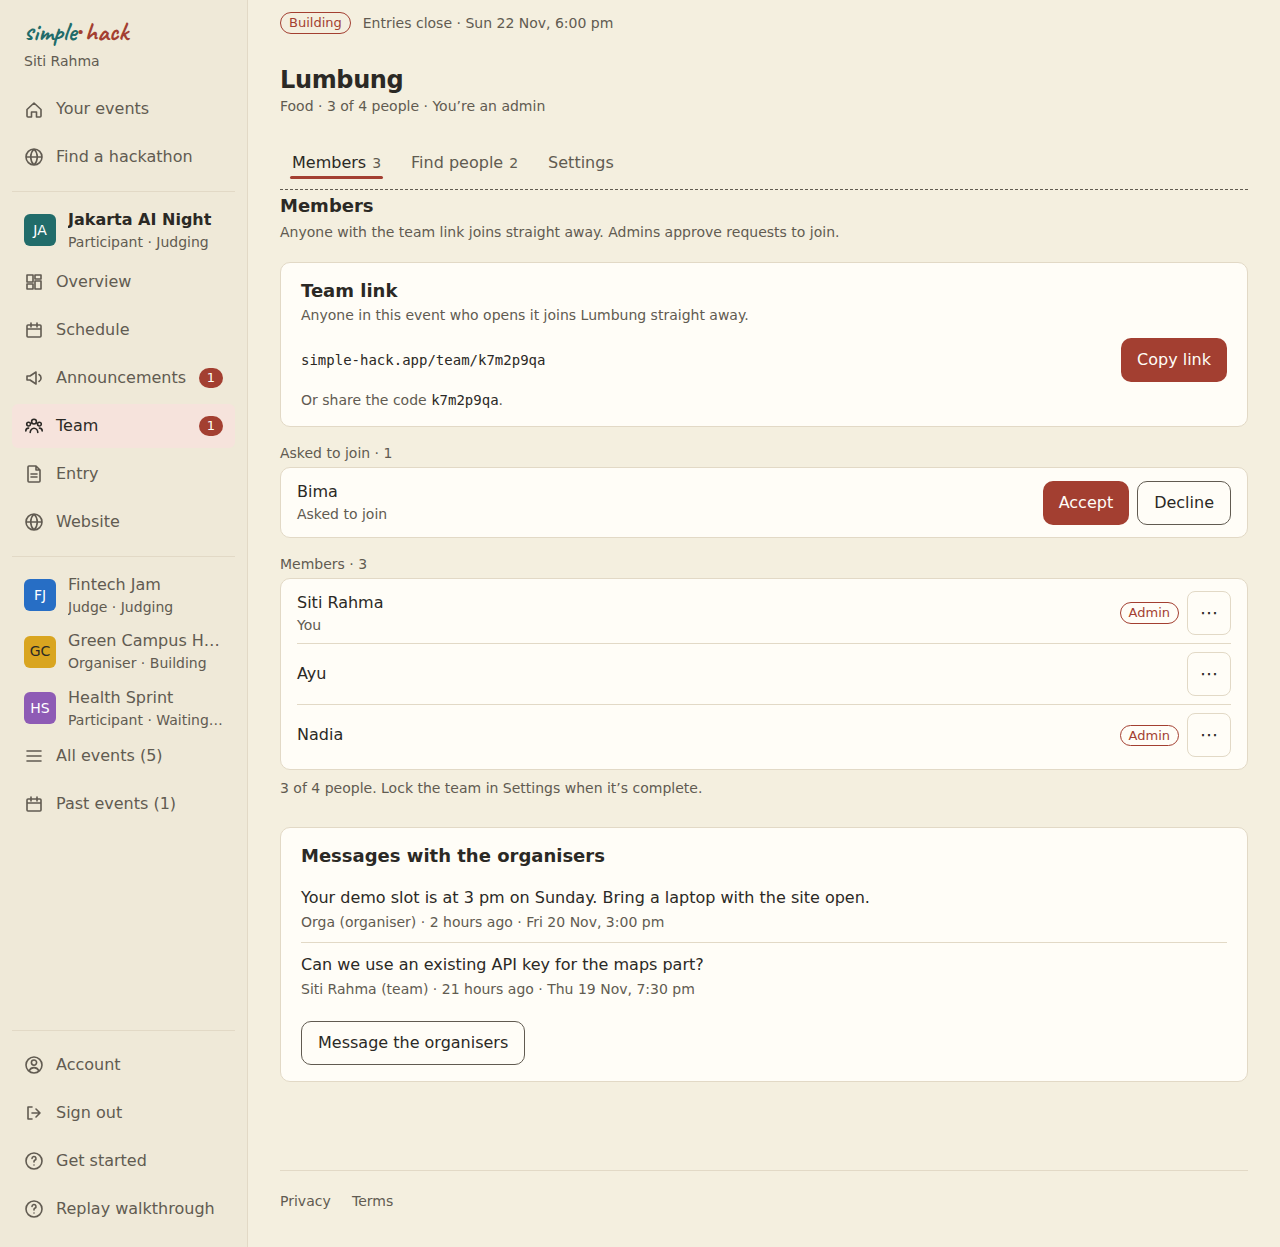 simple·hack
Siti Rahma
Your events
Find a hackathon
JA
Jakarta AI Night
Participant · Judging
Overview
Schedule
Announcements 1
Team 1
Entry
Website
FJ
Fintech Jam
Judge · Judging
GC
Green Campus H…
Organiser · Building
HS
Health Sprint
Participant · Waiting…
All events (5)
Past events (1)
Account
Sign out
Get started
Replay walkthrough
Building Entries close · Sun 22 Nov, 6:00 pm
Lumbung
Food · 3 of 4 people · You’re an admin
Members 3 Find people 2 Settings
Members
Anyone with the team link joins straight away. Admins approve requests to join.
Team link
Anyone in this event who opens it joins Lumbung straight away.
simple-hack.app/team/k7m2p9qa Copy link
Or share the code k7m2p9qa.
Asked to join · 1
Bima
Asked to join
Accept Decline
Members · 3
Siti Rahma
You
Admin ···
Ayu ···
Nadia Admin ···
3 of 4 people. Lock the team in Settings when it’s complete.
Messages with the organisers
Your demo slot is at 3 pm on Sunday. Bring a laptop with the site open.
Orga (organiser) · 2 hours ago · Fri 20 Nov, 3:00 pm
Can we use an existing API key for the maps part?
Siti Rahma (team) · 21 hours ago · Thu 19 Nov, 7:30 pm
Message the organisers
Privacy Terms